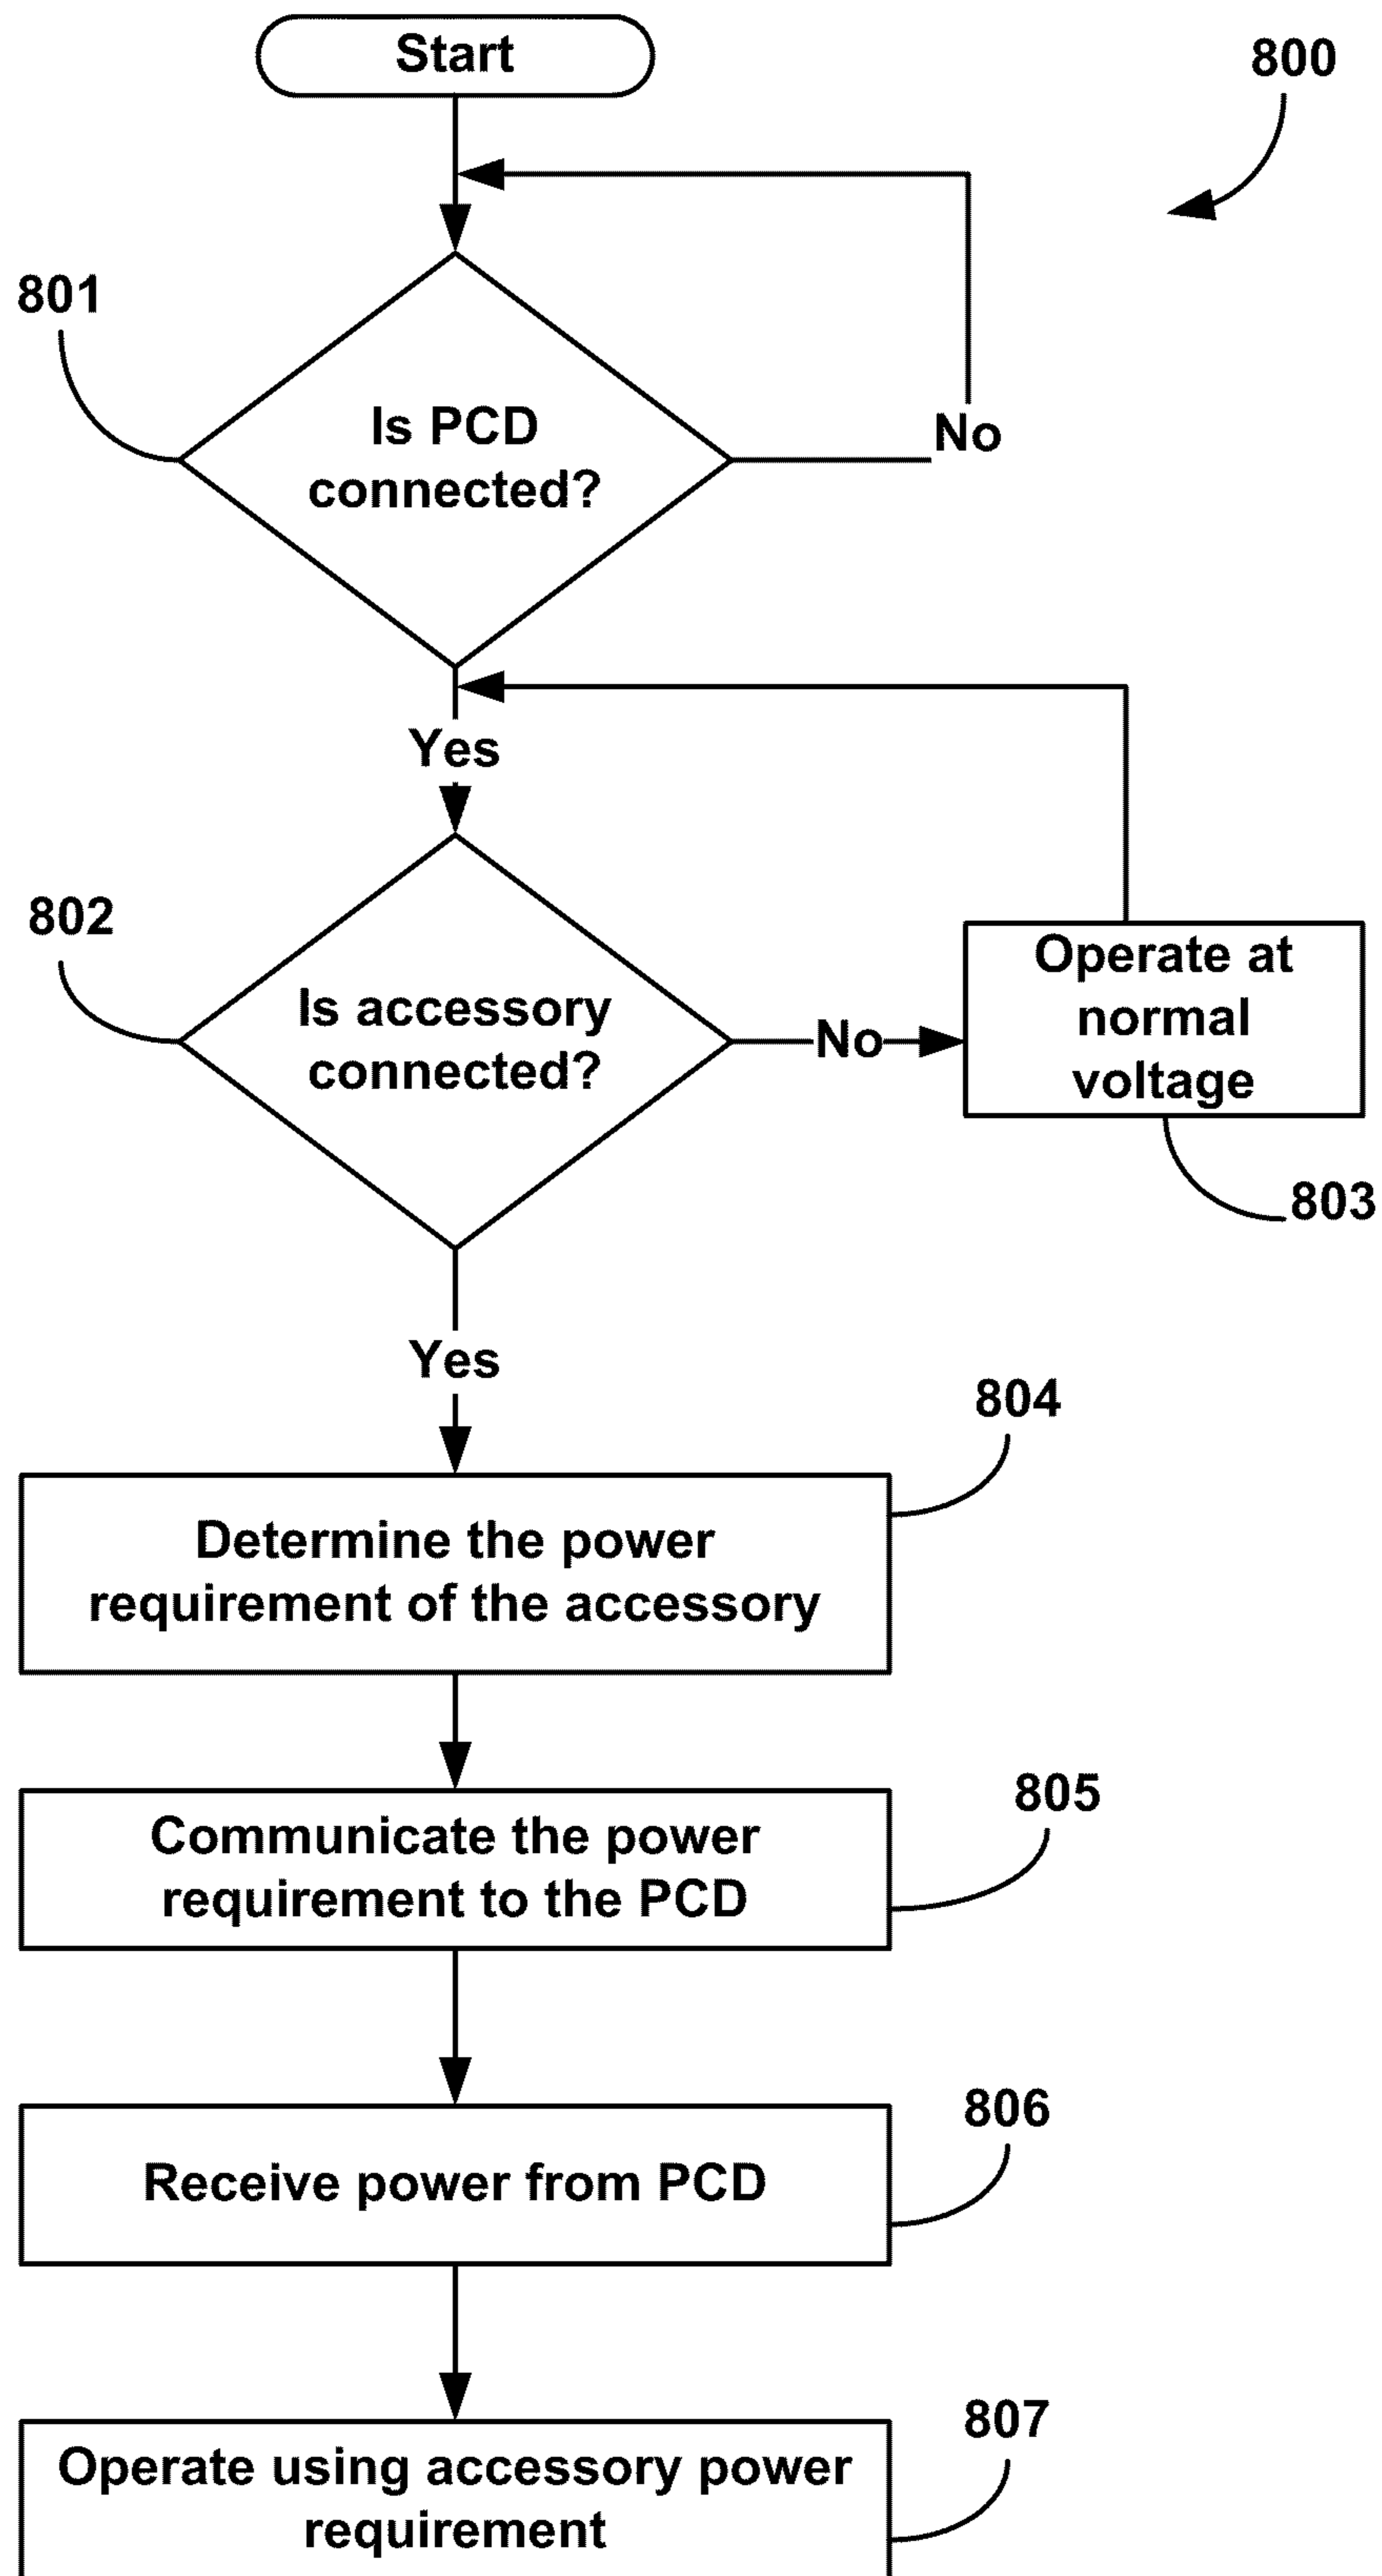 Start
800
801
Is PCD
connected?
No
Yes
802
Is accessory
connected?
No
Operate at
normal
voltage
803
Yes
804
Determine the power
requirement of the accessory
805
Communicate the power
requirement to the PCD
806
Receive power from PCD
807
Operate using accessory power
requirement